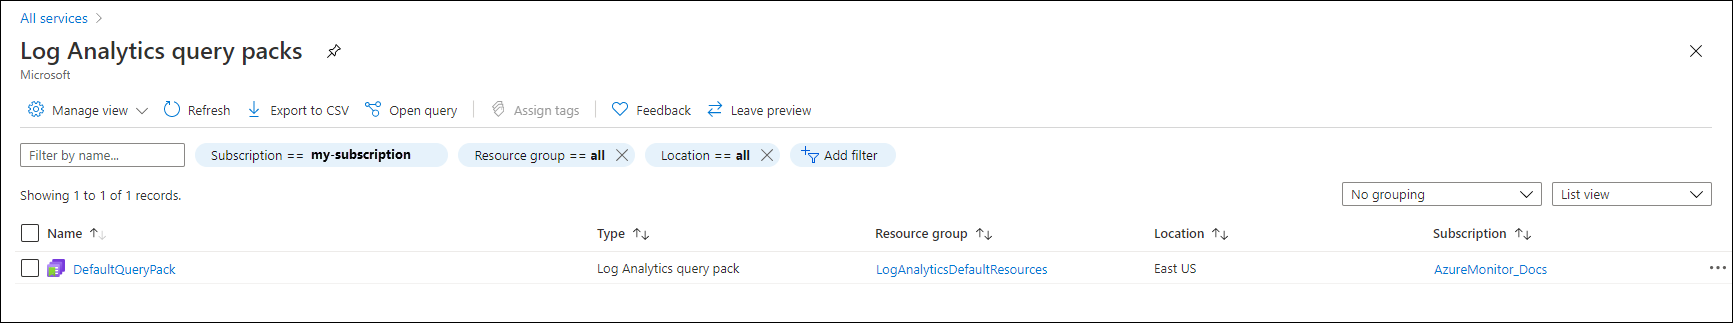 All services
Log Analytics query packs
Microsoft
Manage view Refresh Export to CSV Open query Assign tags Feedback Leave preview
Filter by name... Subscription == my-subscription Resource group == all Location == all Add filter
Showing 1 to 1 of 1 records. No grouping List view
Name Type Resource group Location Subscription
DefaultQueryPack Log Analytics query pack LogAnalyticsDefaultResources East US AzureMonitor_Docs